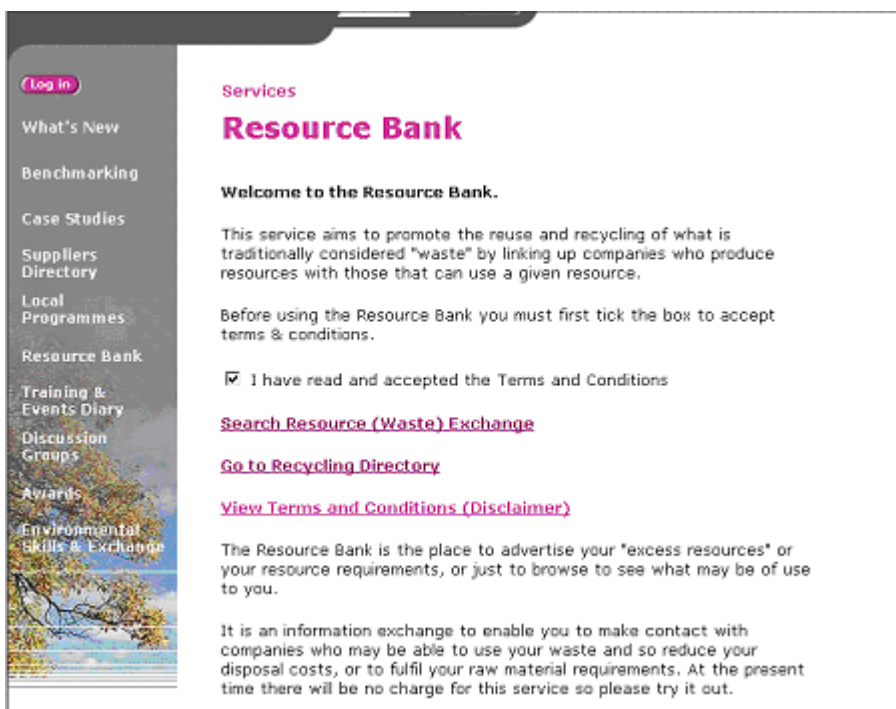 Log in
What's New
Benchmarking
Case Studies
Suppliers
Directory
Local
Programmes
Resource Bank
Training &
Events Diary
Discussion
Groups
Awards
Environmental
Skills & Exchange
Services
Resource Bank
Welcome to the Resource Bank.
This service aims to promote the reuse and recycling of what is
traditionally considered "waste" by linking up companies who produce
resources with those that can use a given resource.
Before using the Resource Bank you must first tick the box to accept
terms & conditions.
I have read and accepted the Terms and Conditions
Search Resource (Waste) Exchange
Go to Recycling Directory
View Terms and Conditions (Disclaimer)
The Resource Bank is the place to advertise your "excess resources" or
your resource requirements, or just to browse to see what may be of use
to you.
It is an information exchange to enable you to make contact with
companies who may be able to use your waste and so reduce your
disposal costs, or to fulfil your raw material requirements. At the present
time there will be no charge for this service so please try it out.